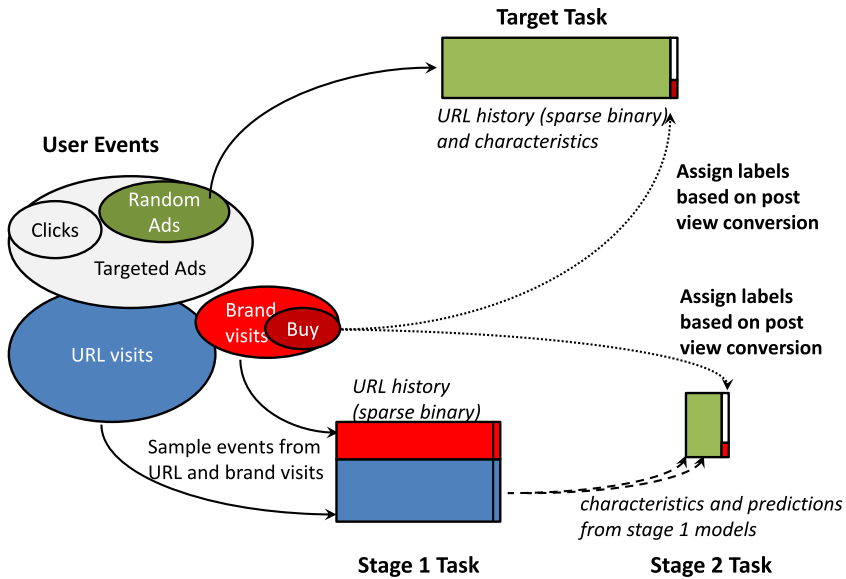 Target Task
URL history (sparse binary)
and characteristics
User Events
Random
Ads
Clicks
Targeted Ads
Assign labels
based on post
view conversion
Brand
visits
Buy
URL visits
Assign labels
based on post
view conversion
URL history
(sparse binary)
Sample events from
URL and brand visits
characteristics and predictions
from stage 1 models
Stage 1 Task
Stage 2 Task